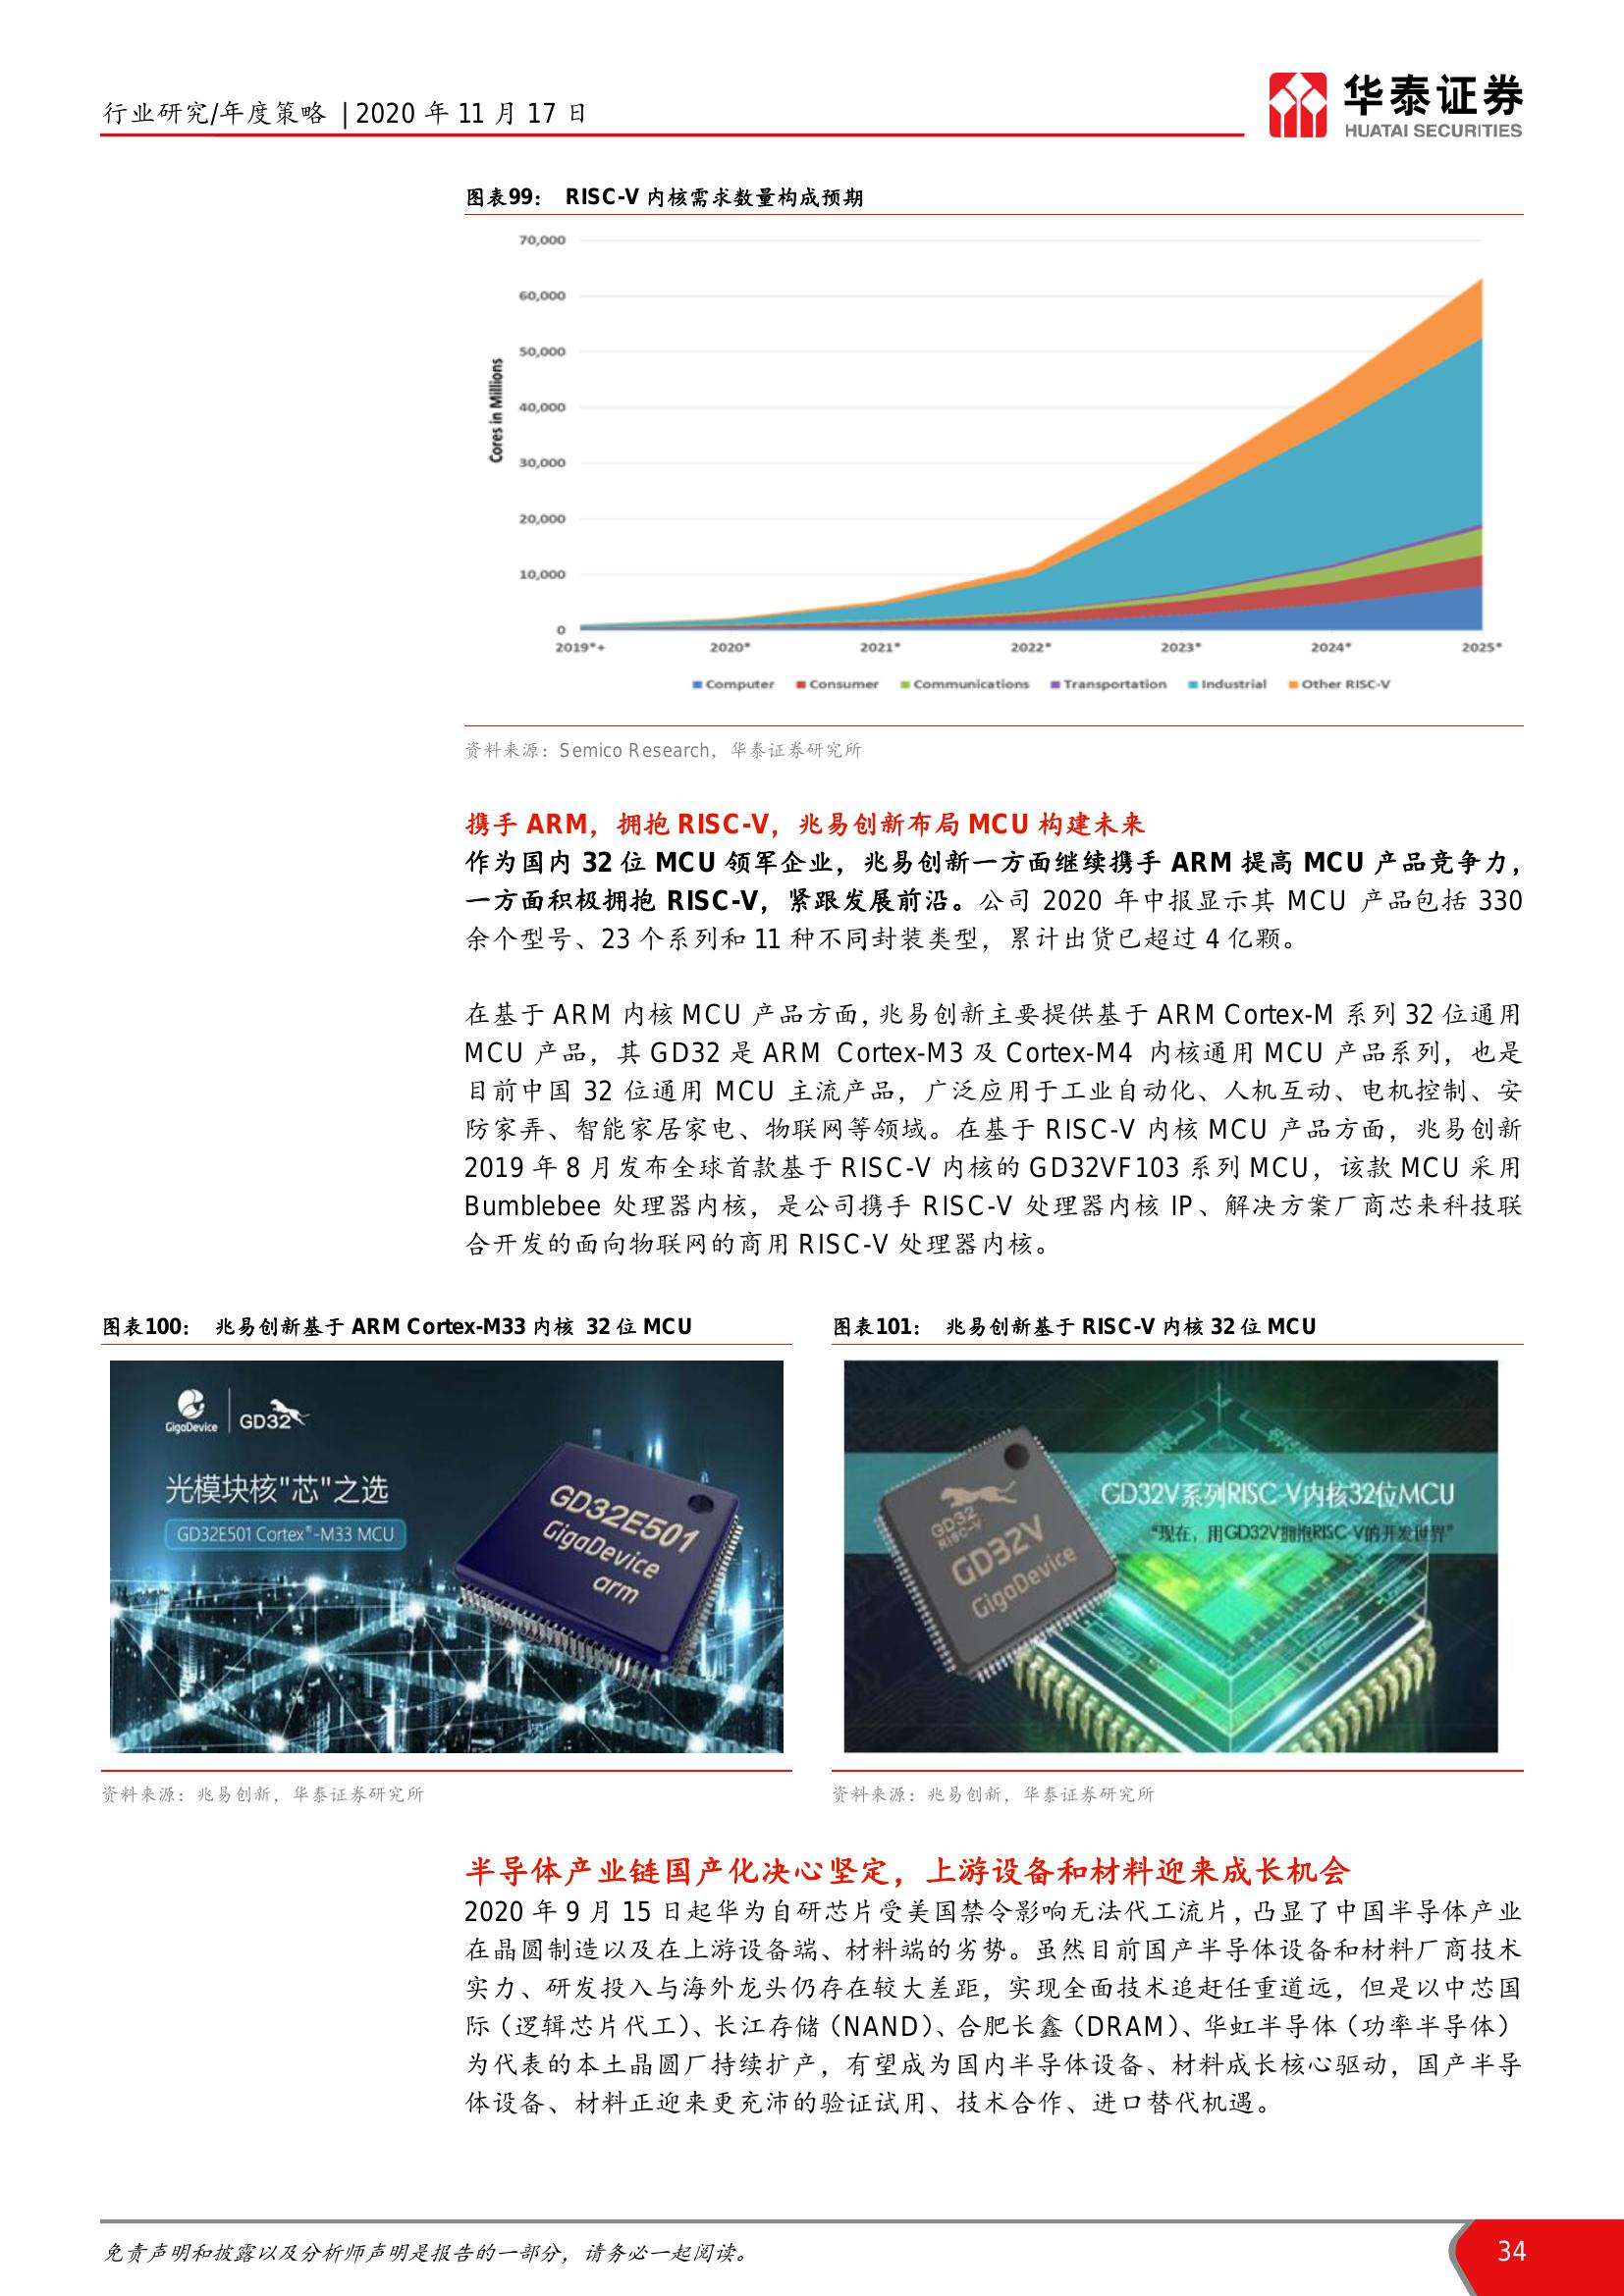 行业研究/年度策略 | 2020 年 11 月 17 日
华泰证券
HUATAI SECURITIES
图表99： RISC-V 内核需求数量构成预期
70,000
60,000
50,000
40,000
30,000
20,000
10,000
0
Cores in Millions
2019*+ 2020* 2021* 2022* 2023* 2024* 2025*
Computer Consumer Communications Transportation Industrial Other RISC-V
资料来源：Semico Research，华泰证券研究所
携手 ARM，拥抱 RISC-V，兆易创新布局 MCU 构建未来
作为国内 32 位 MCU 领军企业，兆易创新一方面继续携手 ARM 提高 MCU 产品竞争力，
一方面积极拥抱 RISC-V，紧跟发展前沿。公司 2020 年中报显示其 MCU 产品包括 330
余个型号、23 个系列和 11 种不同封装类型，累计出货已超过 4 亿颗。
在基于 ARM 内核 MCU 产品方面，兆易创新主要提供基于 ARM Cortex-M 系列 32 位通用
MCU 产品，其 GD32 是 ARM Cortex-M3 及 Cortex-M4 内核通用 MCU 产品系列，也是
目前中国 32 位通用 MCU 主流产品，广泛应用于工业自动化、人机互动、电机控制、安
防家弄、智能家居家电、物联网等领域。在基于 RISC-V 内核 MCU 产品方面，兆易创新
2019 年 8 月发布全球首款基于 RISC-V 内核的 GD32VF103 系列 MCU，该款 MCU 采用
Bumblebee 处理器内核，是公司携手 RISC-V 处理器内核 IP、解决方案厂商芯来科技联
合开发的面向物联网的商用 RISC-V 处理器内核。
图表100： 兆易创新基于 ARM Cortex-M33 内核 32 位 MCU
GigaDevice GD32
光模块核"芯"之选
GD32E501 Cortex®-M33 MCU
GD32E501
GigaDevice
arm
资料来源：兆易创新，华泰证券研究所
图表101： 兆易创新基于 RISC-V 内核 32 位 MCU
GD32
RISC-V
GD32V
GigaDevice
GD32V系列RISC-V内核32位MCU
“现在，用GD32V拥抱RISC-V的开发世界”
资料来源：兆易创新，华泰证券研究所
半导体产业链国产化决心坚定，上游设备和材料迎来成长机会
2020 年 9 月 15 日起华为自研芯片受美国禁令影响无法代工流片，凸显了中国半导体产业
在晶圆制造以及在上游设备端、材料端的劣势。虽然目前国产半导体设备和材料厂商技术
实力、研发投入与海外龙头仍存在较大差距，实现全面技术追赶任重道远，但是以中芯国
际（逻辑芯片代工）、长江存储（NAND）、合肥长鑫（DRAM）、华虹半导体（功率半导体）
为代表的本土晶圆厂持续扩产，有望成为国内半导体设备、材料成长核心驱动，国产半导
体设备、材料正迎来更充沛的验证试用、技术合作、进口替代机遇。
免责声明和披露以及分析师声明是报告的一部分，请务必一起阅读。
34